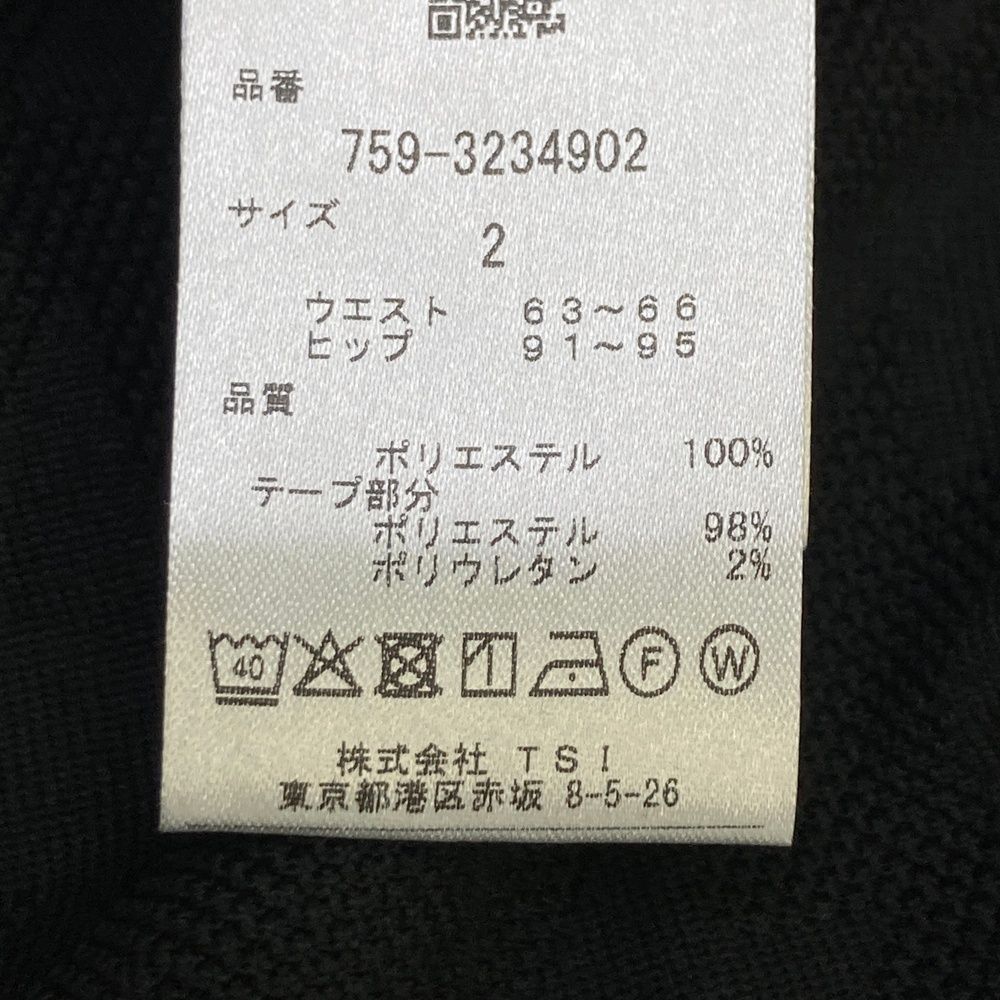 品番
759-3234902
サイズ
2
ウエスト 63～66
ヒップ 91～95
品質
ポリエステル 100%
テープ部分
ポリエステル 98%
ポリウレタン 2%
40 F W
株式会社 TSI
東京都港区赤坂 8-5-26